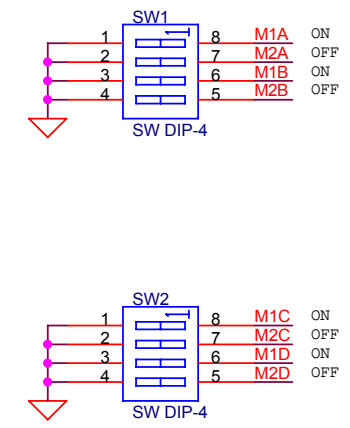 SW1
1 8 M1A ON
2 7 M2A OFF
3 6 M1B ON
4 5 M2B OFF
SW DIP-4
SW2
1 8 M1C ON
2 7 M2C OFF
3 6 M1D ON
4 5 M2D OFF
SW DIP-4